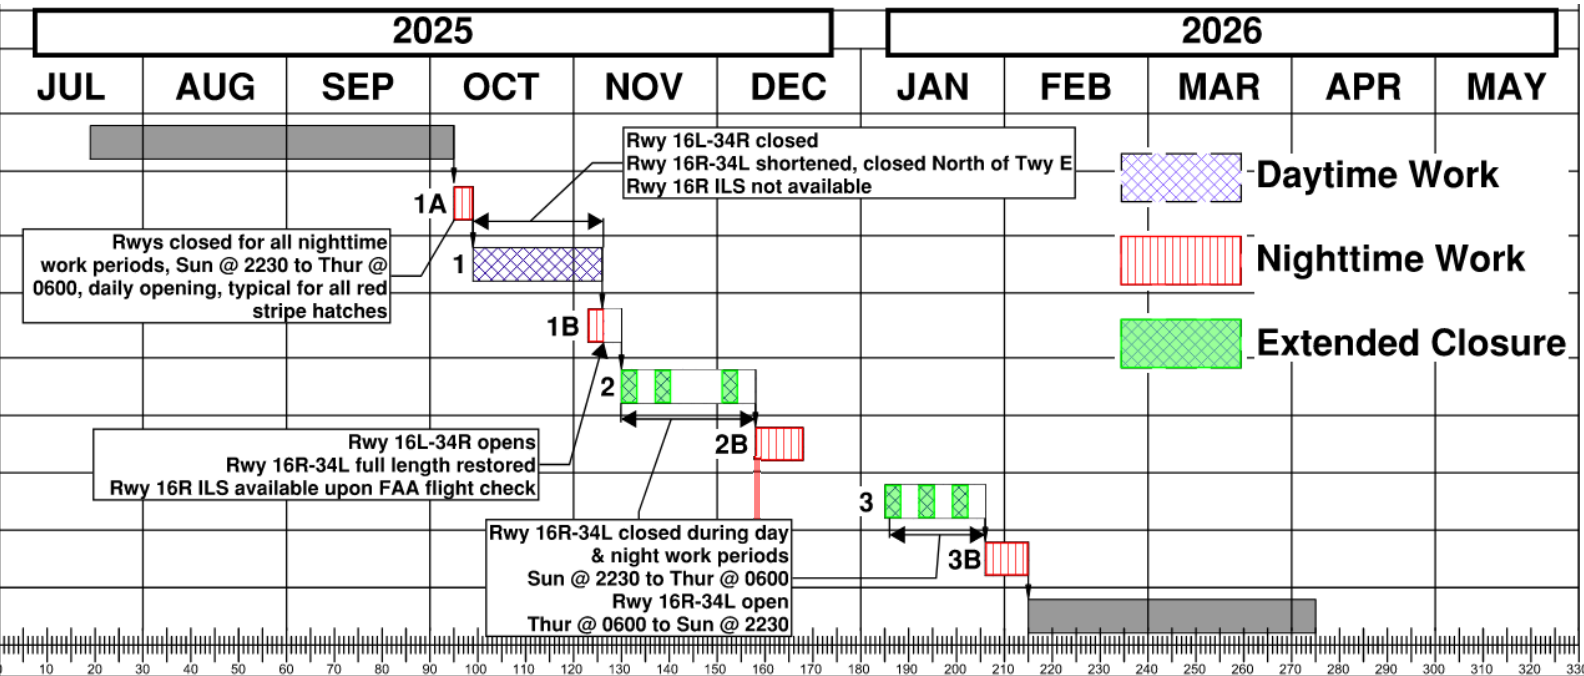 2025
2026
JUL AUG SEP OCT NOV DEC JAN FEB MAR APR MAY
Rwy 16L-34R closed
Rwy 16R-34L shortened, closed North of Twy E
Rwy 16R ILS not available
Daytime Work
1A
Rwys closed for all nighttime
work periods, Sun @ 2230 to Thur @
0600, daily opening, typical for all red
stripe hatches
1
Nighttime Work
1B
Extended Closure
2
Rwy 16L-34R opens
Rwy 16R-34L full length restored
Rwy 16R ILS available upon FAA flight check
2B
3
Rwy 16R-34L closed during day
& night work periods
Sun @ 2230 to Thur @ 0600
Rwy 16R-34L open
Thur @ 0600 to Sun @ 2230
3B
0 10 20 30 40 50 60 70 80 90 100 110 120 130 140 150 160 170 180 190 200 210 220 230 240 250 260 270 280 290 300 310 320 330